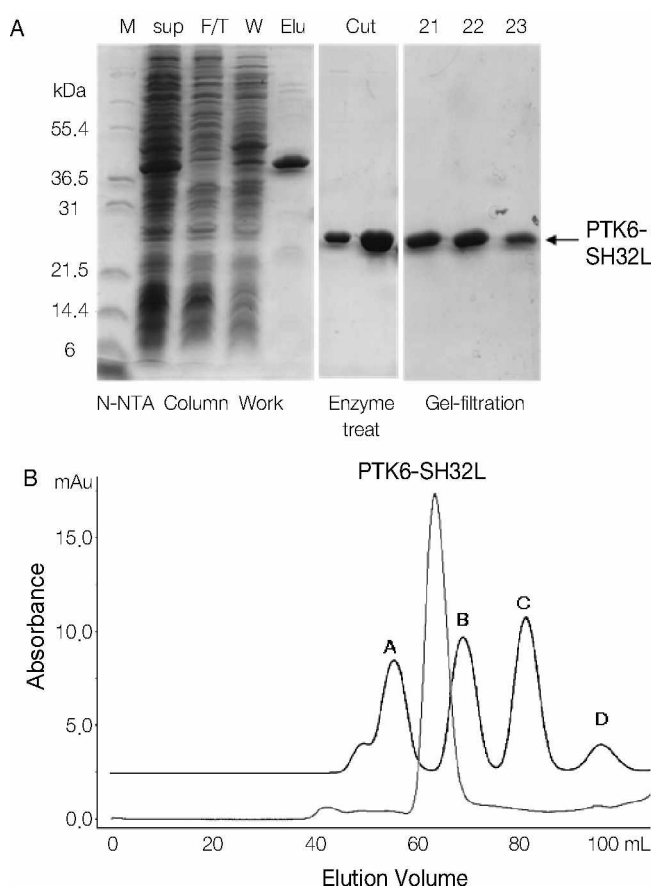 A
M sup F/T W Elu Cut 21 22 23
kDa
55.4
36.5
31
21.5
14.4
6
PTK6-
SH32L
N-NTA Column Work
Enzyme
treat
Gel-filtration
B
mAu
PTK6-SH32L
15.0
10.0
5.0
0.0
Absorbance
A
B
C
D
0 20 40 60 80 100 mL
Elution Volume